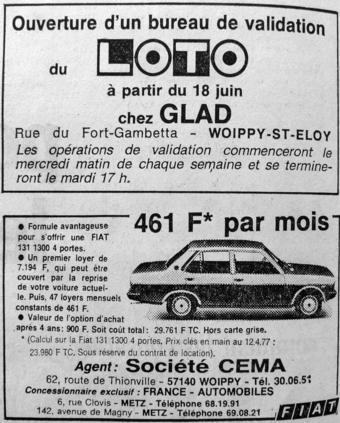 Ouverture d'un bureau de validation
du LOTO
à partir du 18 juin
chez GLAD
Rue du Fort-Gambetta - WOIPPY-ST-ELOY
Les opérations de validation commenceront le
mercredi matin de chaque semaine et se termine-
ront le mardi 17 h.
461 F* par mois
● Formule avantageuse
pour s'offrir une FIAT
131 1300 4 portes.
● Un premier loyer de
7.194 F, qui peut être
couvert par la reprise
de votre voiture actuel-
le. Puis, 47 loyers mensuels
constants de 461 F.
● Valeur de l'option d'achat
après 4 ans: 900 F. Soit coût total: 29.761 F TC. Hors carte grise.
* (Calcul sur la Fiat 131 1300 4 portes, Prix clés en main au 12.4.77:
23.980 F TC. Sous réserve du contrat de location).
Agent: Société CEMA
62, route de Thionville - 57140 WOIPPY - Tél. 30.06.51
Concessionnaire exclusif: FRANCE - AUTOMOBILES
6, rue Clovis - METZ - Téléphone 68.19.91
142, avenue de Magny - METZ - Téléphone 69.08.21
FIAT